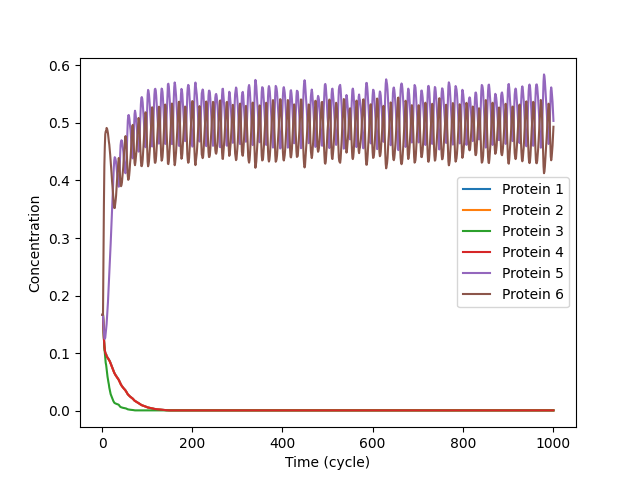 0.6
0.5
0.4
0.3
0.2
0.1
0.0
Concentration
0 200 400 600 800 1000
Time (cycle)
Protein 1
Protein 2
Protein 3
Protein 4
Protein 5
Protein 6